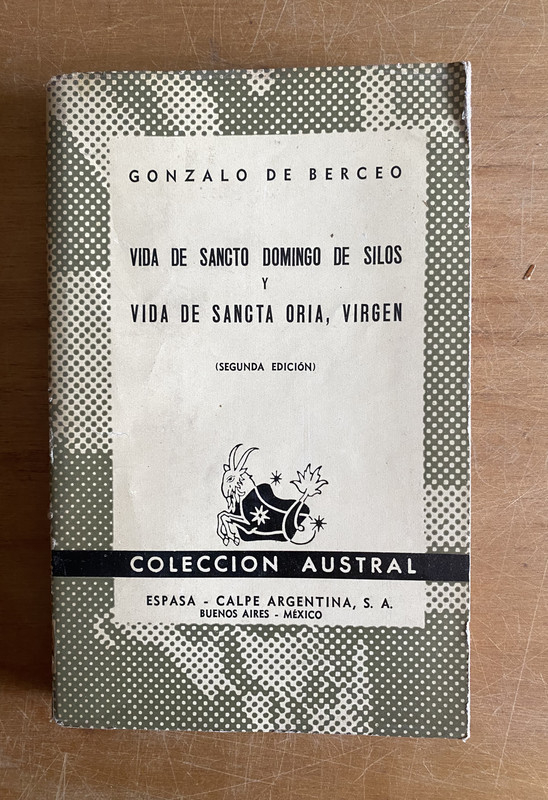 GONZALO DE BERCEO
VIDA DE SANCTO DOMINGO DE SILOS
Y
VIDA DE SANCTA ORIA, VIRGEN
(SEGUNDA EDICIÓN)
COLECCION AUSTRAL
ESPASA - CALPE ARGENTINA, S. A.
BUENOS AIRES - MÉXICO